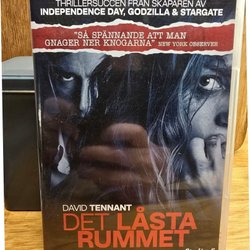 THRILLERSUCCÉN FRÅN SKAPAREN AV
INDEPENDENCE DAY, GODZILLA & STARGATE
"SÅ SPÄNNANDE ATT MAN
GNAGER NER KNOGARNA" NEW YORK OBSERVER
DAVID TENNANT
DET LÅSTA
RUMMET